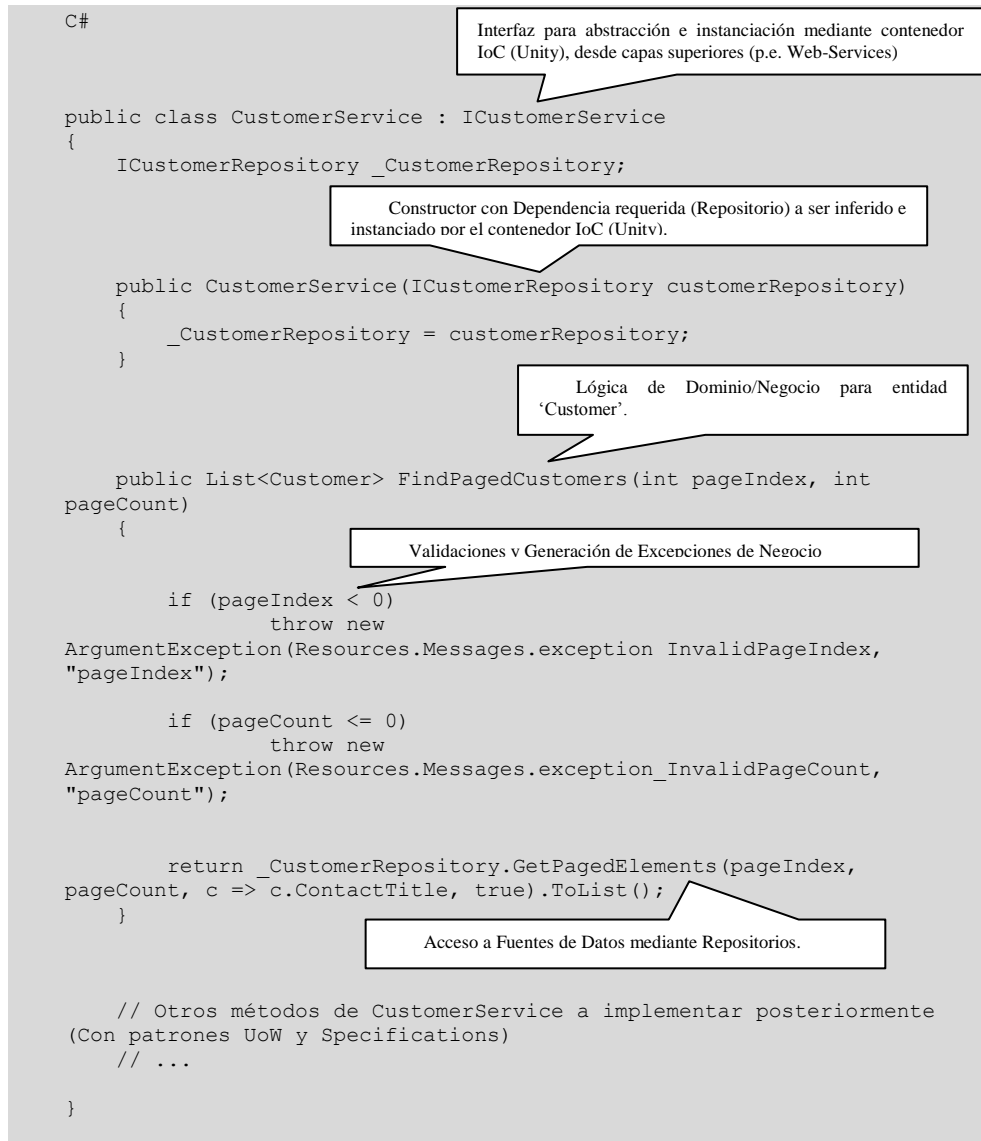 C#
Interfaz para abstracción e instanciación mediante contenedor
IoC (Unity), desde capas superiores (p.e. Web-Services)
public class CustomerService : ICustomerService
{
ICustomerRepository _CustomerRepository;
Constructor con Dependencia requerida (Repositorio) a ser inferido e
instanciado por el contenedor IoC (Unity).
public CustomerService(ICustomerRepository customerRepository)
{
_CustomerRepository = customerRepository;
}
Lógica de Dominio/Negocio para entidad
‘Customer’.
public List<Customer> FindPagedCustomers(int pageIndex, int
pageCount)
{
Validaciones y Generación de Excepciones de Negocio
if (pageIndex < 0)
throw new
ArgumentException(Resources.Messages.exception InvalidPageIndex,
"pageIndex");
if (pageCount <= 0)
throw new
ArgumentException(Resources.Messages.exception_InvalidPageCount,
"pageCount");
return _CustomerRepository.GetPagedElements(pageIndex,
pageCount, c => c.ContactTitle, true).ToList();
}
Acceso a Fuentes de Datos mediante Repositorios.
// Otros métodos de CustomerService a implementar posteriormente
(Con patrones UoW y Specifications)
// ...
}